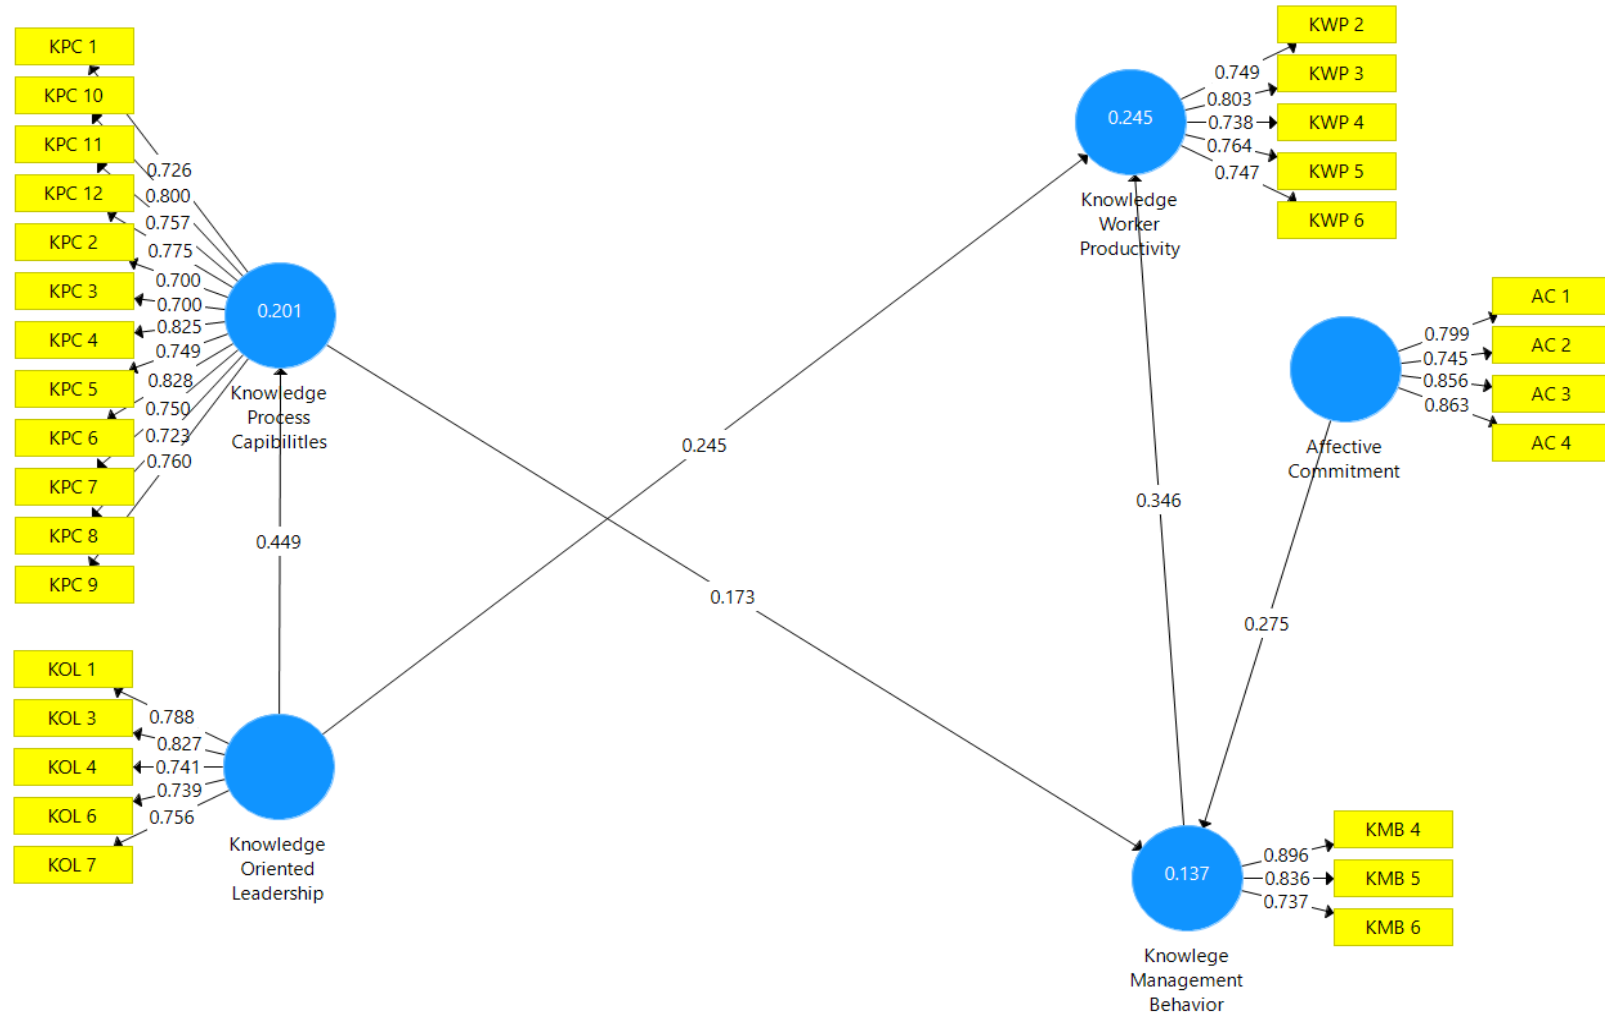 KPC 1
KPC 10
KPC 11
KPC 12
KPC 2
KPC 3
KPC 4
KPC 5
KPC 6
KPC 7
KPC 8
KPC 9
0.726
0.800
0.757
0.775
0.700
0.700
0.825
0.749
0.828
0.750
0.723
0.760
0.201
Knowledge
Process
Capibilitles
0.449
KOL 1
KOL 3
KOL 4
KOL 6
KOL 7
0.788
0.827
0.741
0.739
0.756
Knowledge
Oriented
Leadership
0.245
0.173
0.245
Knowledge
Worker
Productivity
0.749
0.803
0.738
0.764
0.747
KWP 2
KWP 3
KWP 4
KWP 5
KWP 6
0.346
Affective
Commitment
0.799
0.745
0.856
0.863
AC 1
AC 2
AC 3
AC 4
0.275
0.137
Knowlege
Management
Behavior
0.896
0.836
0.737
KMB 4
KMB 5
KMB 6